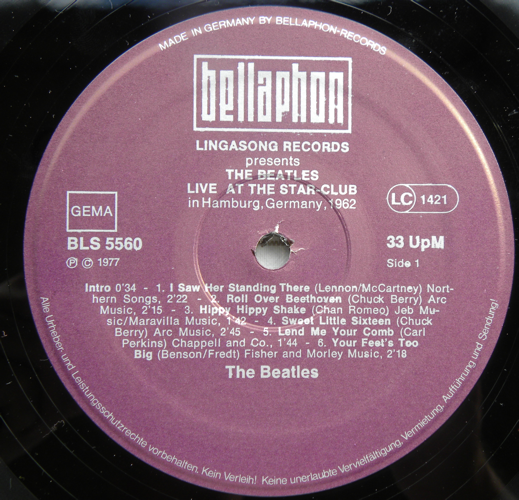 MADE IN GERMANY BY BELLAPHON-RECORDS
bellaphon
LINGASONG RECORDS
presents
THE BEATLES
LIVE AT THE STAR-CLUB
in Hamburg, Germany, 1962
GEMA
LC 1421
BLS 5560
33 UpM
Ⓟ © 1977
Side 1
Intro 0'34 - 1. I Saw Her Standing There (Lennon/McCartney) Nor-
thern Songs, 2'22 - 2. Roll Over Beethoven (Chuck Berry) Arc
Music, 2'15 - 3. Hippy Hippy Shake (Chan Romeo) Jeb Mu-
sic/Maravilla Music, 1'42 - 4. Sweet Little Sixteen (Chuck
Berry) Arc Music, 2'45 - 5. Lend Me Your Comb (Carl
Perkins) Chappell and Co., 1'44 - 6. Your Feet's Too
Big (Benson/Fredt) Fisher and Morley Music, 2'18
The Beatles
Alle Urheber- und Leistungsschutzrechte vorbehalten. Kein Verleih! Keine unerlaubte Vervielfältigung, Vermietung, Aufführung und Sendung!